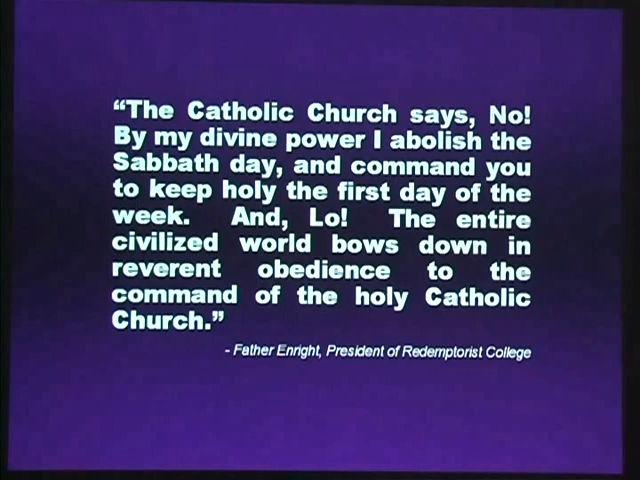 “The Catholic Church says, No!
By my divine power I abolish the
Sabbath day, and command you
to keep holy the first day of the
week. And, Lo! The entire
civilized world bows down in
reverent obedience to the
command of the holy Catholic
Church.”
- Father Enright, President of Redemptorist College